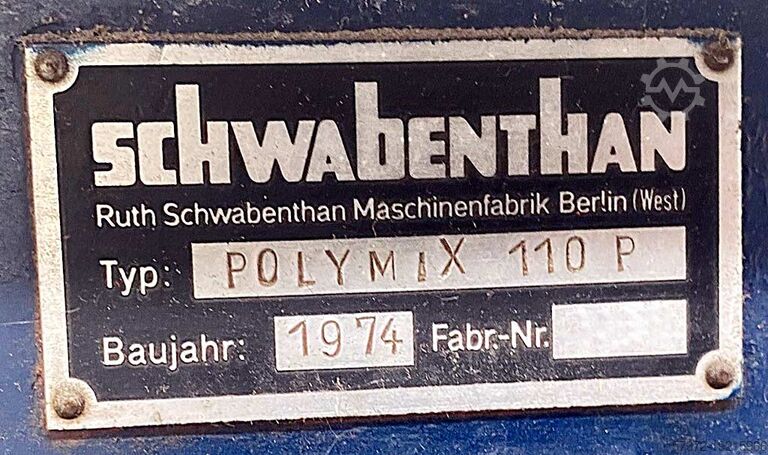 SCHWABENTHAN
Ruth Schwabenthan Maschinenfabrik Berlin (West)
Typ: POLYMIX 110 P
Baujahr: 1974 Fabr.-Nr.